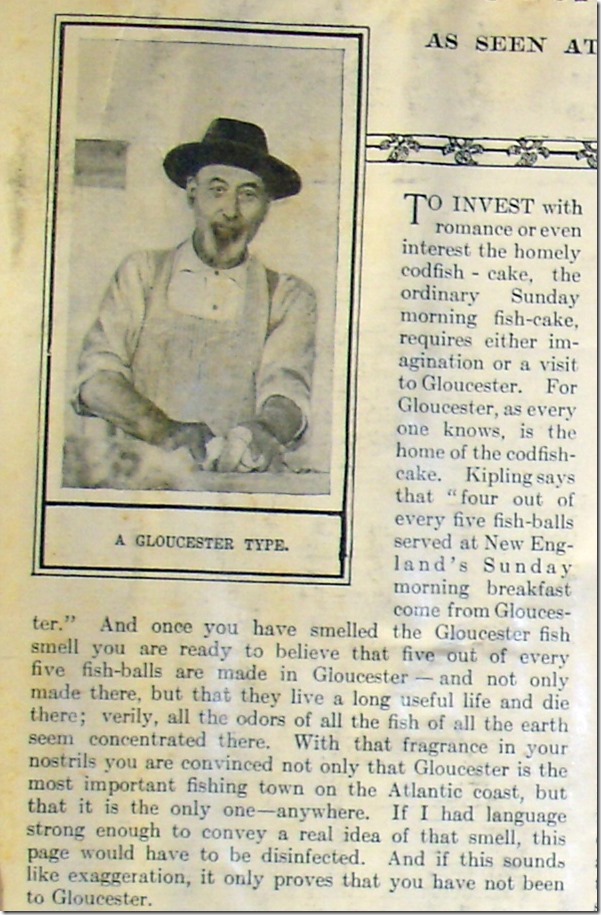 AS SEEN AT
A GLOUCESTER TYPE.
TO INVEST with
romance or even
interest the homely
codfish - cake, the
ordinary Sunday
morning fish-cake,
requires either im-
agination or a visit
to Gloucester. For
Gloucester, as every
one knows, is the
home of the codfish-
cake. Kipling says
that "four out of
every five fish-balls
served at New Eng-
land's Sunday
morning breakfast
come from Glouces-
ter." And once you have smelled the Gloucester fish
smell you are ready to believe that five out of every
five fish-balls are made in Gloucester — and not only
made there, but that they live a long useful life and die
there; verily, all the odors of all the fish of all the earth
seem concentrated there. With that fragrance in your
nostrils you are convinced not only that Gloucester is the
most important fishing town on the Atlantic coast, but
that it is the only one—anywhere. If I had language
strong enough to convey a real idea of that smell, this
page would have to be disinfected. And if this sounds
like exaggeration, it only proves that you have not been
to Gloucester.